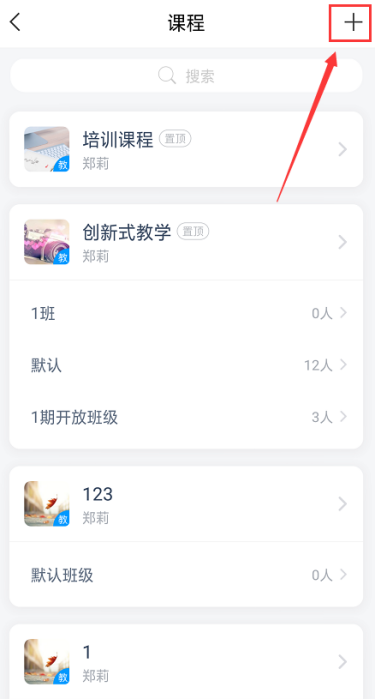 课程
搜索
培训课程 置顶
郑莉
教
创新式教学 置顶
郑莉
教
1班 0人
默认 12人
1期开放班级 3人
123
郑莉
教
默认班级 0人
1
郑莉
教